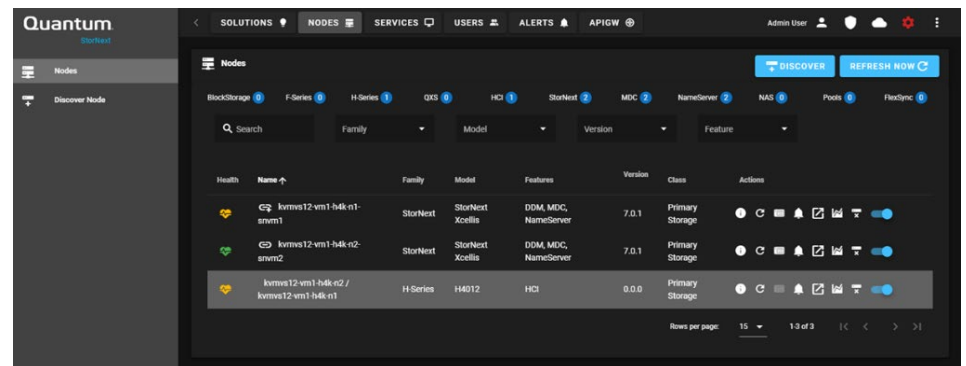 Quantum
StorNext
SOLUTIONS NODES SERVICES USERS ALERTS APIGW Admin User
Nodes
Discover Node
Nodes DISCOVER REFRESH NOW
BlockStorage 0 F-Series 0 H-Series 1 QXS 0 HCI 1 StorNext 2 MDC 2 NameServer 2 NAS 0 Pools 0 FlexSync 0
Search Family Model Version Feature
Health Name Family Model Features Version Class Actions
kvmvs12-vm1-h4k-n1-
snvm1
StorNext
StorNext
Xcellis
DDM, MDC,
NameServer
7.0.1
Primary
Storage
kvmvs12-vm1-h4k-n2-
snvm2
StorNext
StorNext
Xcellis
DDM, MDC,
NameServer
7.0.1
Primary
Storage
kvmvs12-vm1-h4k-n2 /
kvmvs12-vm1-h4k-n1
H-Series
H4012
HCI
0.0.0
Primary
Storage
Rows per page: 15 1-3 of 3